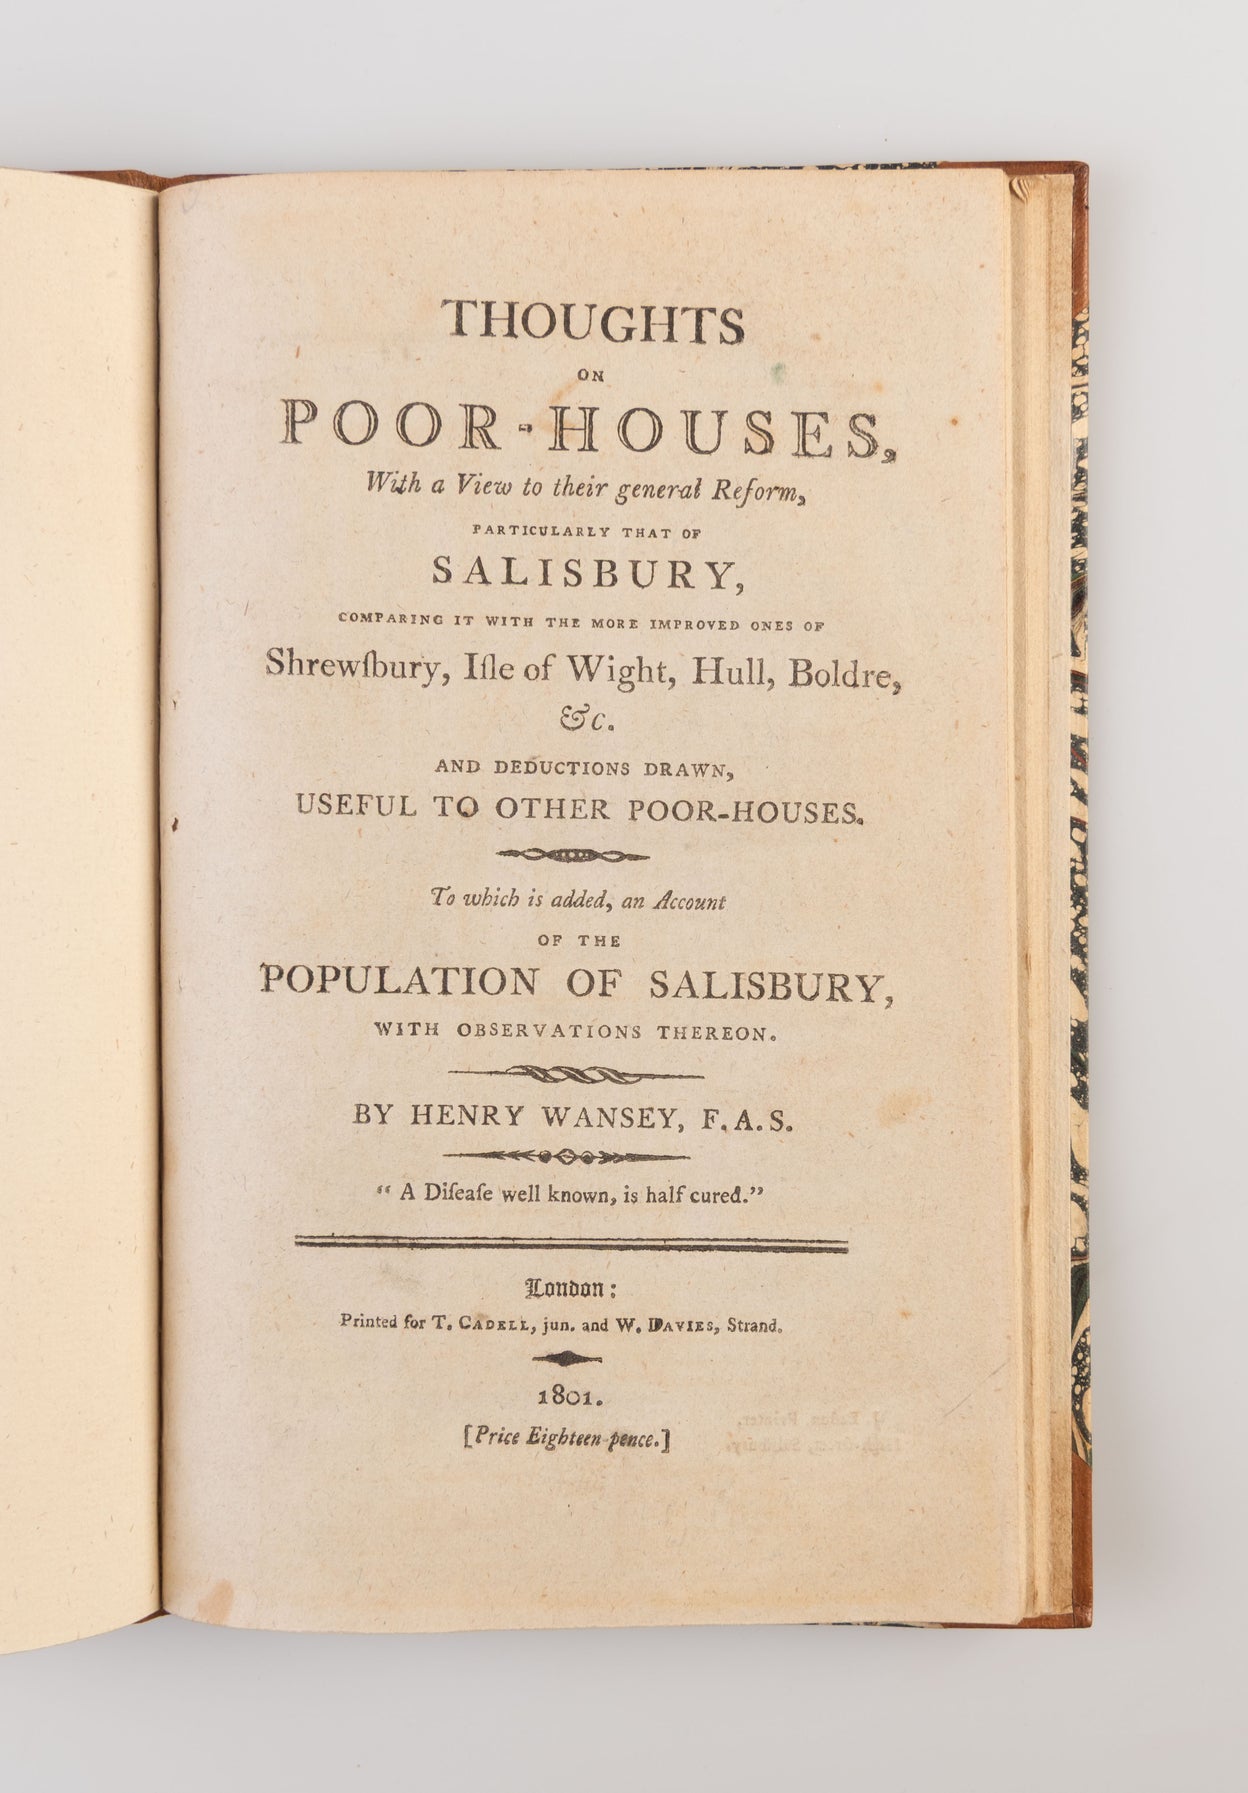 THOUGHTS
ON
POOR-HOUSES,
With a View to their general Reform,
PARTICULARLY THAT OF
SALISBURY,
COMPARING IT WITH THE MORE IMPROVED ONES OF
Shrewſbury, Iſle of Wight, Hull, Boldre,
&c.
AND DEDUCTIONS DRAWN,
USEFUL TO OTHER POOR-HOUSES.
To which is added, an Account
OF THE
POPULATION OF SALISBURY,
WITH OBSERVATIONS THEREON.
BY HENRY WANSEY, F.A.S.
“ A Diſeaſe well known, is half cured.”
London:
Printed for T. CADELL, jun. and W. DAVIES, Strand.
1801.
[Price Eighteen-pence.]